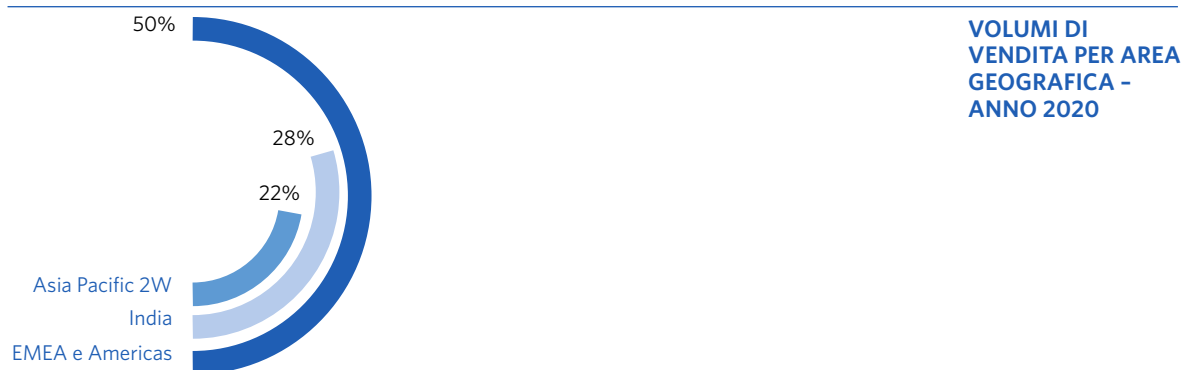 50%
VOLUMI DI
VENDITA PER AREA
GEOGRAFICA –
ANNO 2020
28%
22%
Asia Pacific 2W
India
EMEA e Americas